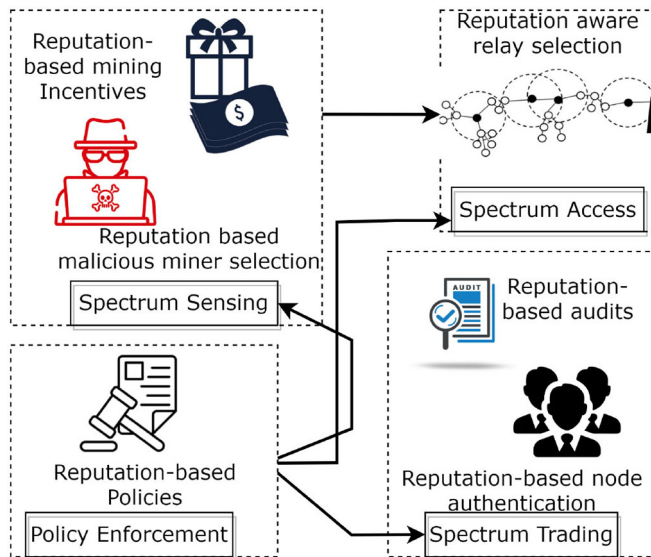 Reputation-
based mining
Incentives
$
Reputation based
malicious miner selection
Spectrum Sensing
Reputation aware
relay selection
Spectrum Access
Reputation-based
Policies
Policy Enforcement
AUDIT
Reputation-
based audits
Reputation-based node
authentication
Spectrum Trading